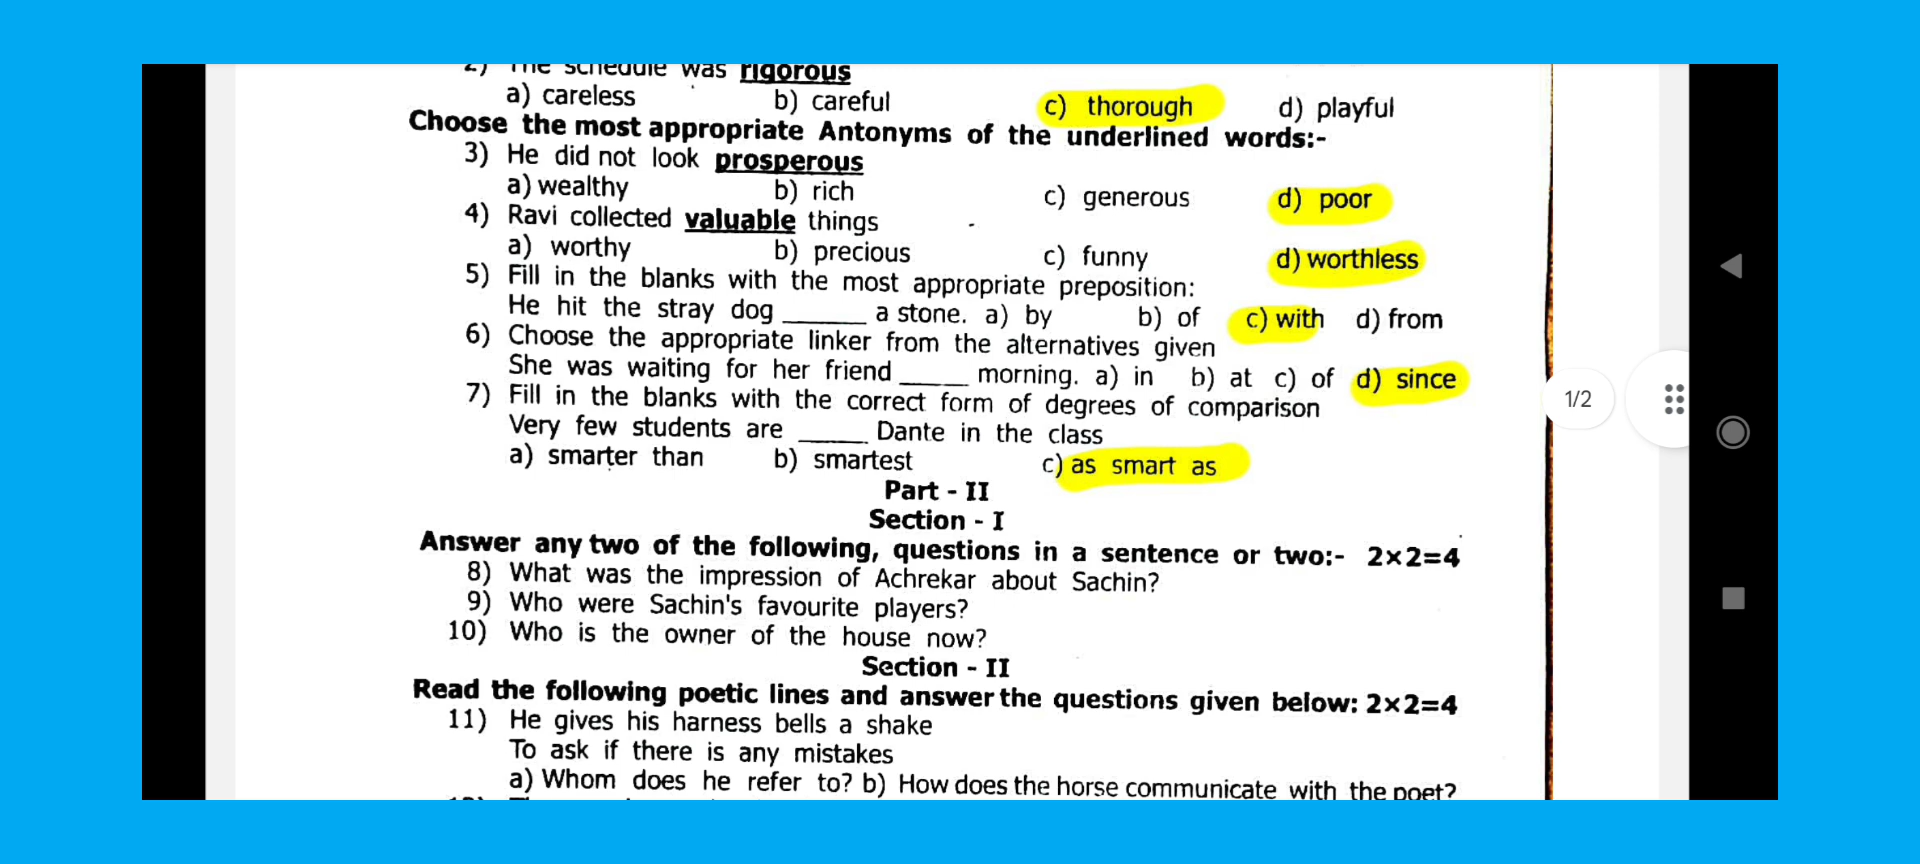 2) The schedule was rigorous
a) careless b) careful c) thorough d) playful
Choose the most appropriate Antonyms of the underlined words:-
3) He did not look prosperous
a) wealthy b) rich c) generous d) poor
4) Ravi collected valuable things
a) worthy b) precious c) funny d) worthless
5) Fill in the blanks with the most appropriate preposition:
He hit the stray dog ______ a stone. a) by b) of c) with d) from
6) Choose the appropriate linker from the alternatives given
She was waiting for her friend _____ morning. a) in b) at c) of d) since
7) Fill in the blanks with the correct form of degrees of comparison
Very few students are _____ Dante in the class
a) smarter than b) smartest c) as smart as
Part - II
Section - I
Answer any two of the following, questions in a sentence or two:- 2×2=4
8) What was the impression of Achrekar about Sachin?
9) Who were Sachin's favourite players?
10) Who is the owner of the house now?
Section - II
Read the following poetic lines and answer the questions given below: 2×2=4
11) He gives his harness bells a shake
To ask if there is any mistakes
a) Whom does he refer to? b) How does the horse communicate with the poet?
1/2